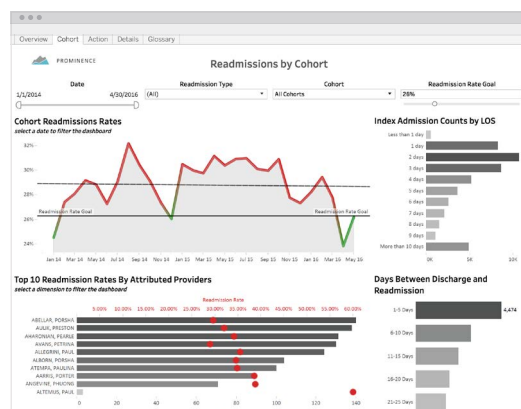 Overview Cohort Action Details Glossary
PROMINENCE
Readmissions by Cohort
Date Readmission Type Cohort Readmission Rate Goal
1/1/2014 4/30/2016 (All) All Cohorts 28%
Cohort Readmissions Rates
select a date to filter the dashboard
32%
30%
28%
26%
24%
Readmission Rate Goal Readmission Rate Goal
Jan 14 Mar 14 May 14 Jul 14 Sep 14 Nov 14 Jan 15 Mar 15 May 15 Jul 15 Sep 15 Nov 15 Jan 16 Mar 16 May 16
Index Admission Counts by LOS
Less than 1 day
1 day
2 days
3 days
4 days
5 days
6 days
7 days
8 days
9 days
More than 10 days
0K 5K 10K
Top 10 Readmission Rates By Attributed Providers
select a dimension to filter the dashboard
Readmission Rate
5.00% 10.00% 15.00% 20.00% 25.00% 30.00% 35.00% 40.00% 45.00% 50.00% 55.00% 60.00%
ABELLAR, PORSHA
AULIK, PRESTON
AHARONIAN, PEARLE
AVANS, PETRINA
ALLEGRINI, PAUL
ALBORN, PORSHA
ATENFA, PAULINA
AARRIS, PORTER
ANGEVINE, PHUONG
ALTEMUS, PAUL
0 20 40 60 80 100 120 140
Days Between Discharge and
Readmission
1-5 Days 4,474
6-10 Days
11-15 Days
16-20 Days
21-25 Days